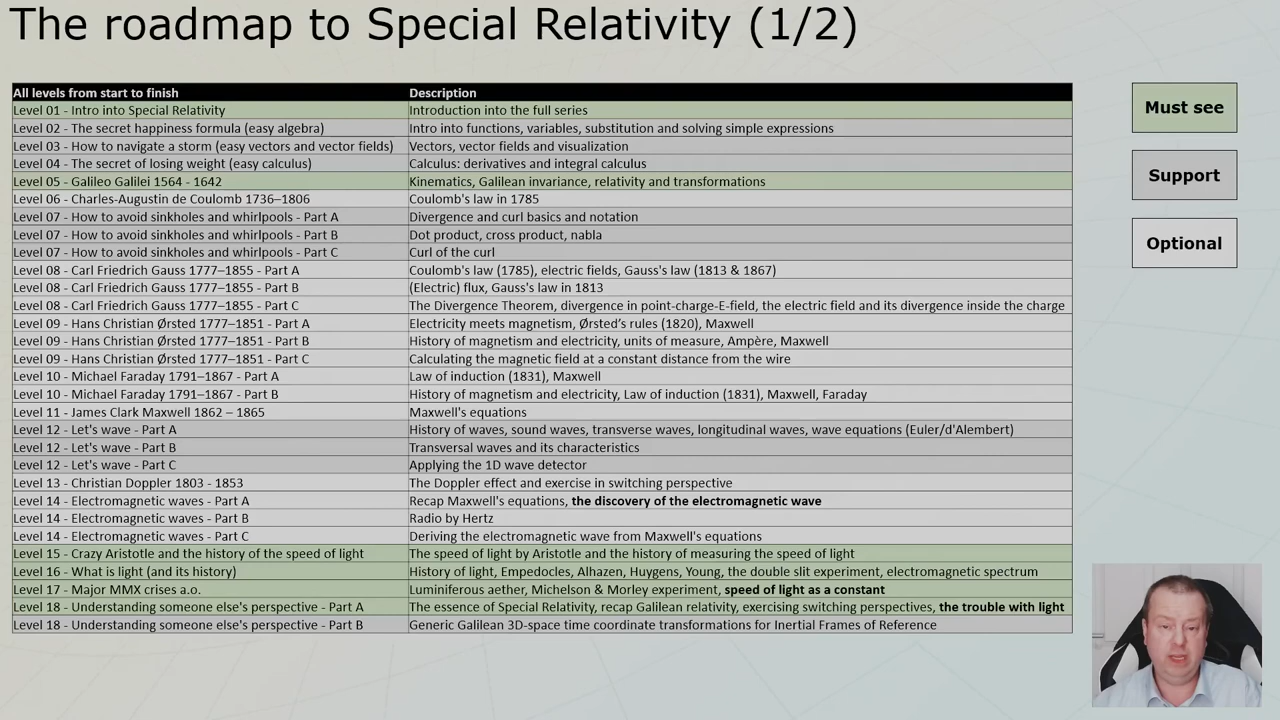 The roadmap to Special Relativity (1/2)
All levels from start to finish Description
Level 01 - Intro into Special Relativity Introduction into the full series
Level 02 - The secret happiness formula (easy algebra) Intro into functions, variables, substitution and solving simple expressions
Level 03 - How to navigate a storm (easy vectors and vector fields) Vectors, vector fields and visualization
Level 04 - The secret of losing weight (easy calculus) Calculus: derivatives and integral calculus
Level 05 - Galileo Galilei 1564 - 1642 Kinematics, Galilean invariance, relativity and transformations
Level 06 - Charles-Augustin de Coulomb 1736–1806 Coulomb's law in 1785
Level 07 - How to avoid sinkholes and whirlpools - Part A Divergence and curl basics and notation
Level 07 - How to avoid sinkholes and whirlpools - Part B Dot product, cross product, nabla
Level 07 - How to avoid sinkholes and whirlpools - Part C Curl of the curl
Level 08 - Carl Friedrich Gauss 1777–1855 - Part A Coulomb's law (1785), electric fields, Gauss's law (1813 & 1867)
Level 08 - Carl Friedrich Gauss 1777–1855 - Part B (Electric) flux, Gauss's law in 1813
Level 08 - Carl Friedrich Gauss 1777–1855 - Part C The Divergence Theorem, divergence in point-charge-E-field, the electric field and its divergence inside the charge
Level 09 - Hans Christian Ørsted 1777–1851 - Part A Electricity meets magnetism, Ørsted’s rules (1820), Maxwell
Level 09 - Hans Christian Ørsted 1777–1851 - Part B History of magnetism and electricity, units of measure, Ampère, Maxwell
Level 09 - Hans Christian Ørsted 1777–1851 - Part C Calculating the magnetic field at a constant distance from the wire
Level 10 - Michael Faraday 1791–1867 - Part A Law of induction (1831), Maxwell
Level 10 - Michael Faraday 1791–1867 - Part B History of magnetism and electricity, Law of induction (1831), Maxwell, Faraday
Level 11 - James Clark Maxwell 1862 – 1865 Maxwell's equations
Level 12 - Let's wave - Part A History of waves, sound waves, transverse waves, longitudinal waves, wave equations (Euler/d'Alembert)
Level 12 - Let's wave - Part B Transversal waves and its characteristics
Level 12 - Let's wave - Part C Applying the 1D wave detector
Level 13 - Christian Doppler 1803 - 1853 The Doppler effect and exercise in switching perspective
Level 14 - Electromagnetic waves - Part A Recap Maxwell's equations, the discovery of the electromagnetic wave
Level 14 - Electromagnetic waves - Part B Radio by Hertz
Level 14 - Electromagnetic waves - Part C Deriving the electromagnetic wave from Maxwell's equations
Level 15 - Crazy Aristotle and the history of the speed of light The speed of light by Aristotle and the history of measuring the speed of light
Level 16 - What is light (and its history) History of light, Empedocles, Alhazen, Huygens, Young, the double slit experiment, electromagnetic spectrum
Level 17 - Major MMX crises a.o. Luminiferous aether, Michelson & Morley experiment, speed of light as a constant
Level 18 - Understanding someone else's perspective - Part A The essence of Special Relativity, recap Galilean relativity, exercising switching perspectives, the trouble with light
Level 18 - Understanding someone else's perspective - Part B Generic Galilean 3D-space time coordinate transformations for Inertial Frames of Reference
Must see
Support
Optional